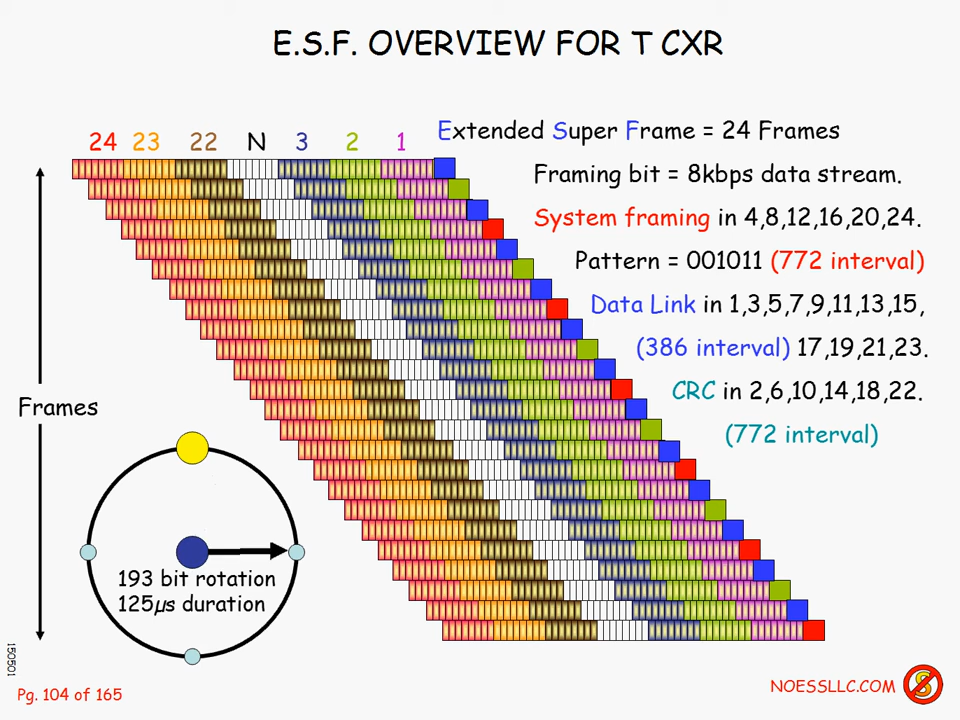 E.S.F. OVERVIEW FOR T CXR
24 23 22 N 3 2 1
Extended Super Frame = 24 Frames
Framing bit = 8kbps data stream.
System framing in 4,8,12,16,20,24.
Pattern = 001011 (772 interval)
Data Link in 1,3,5,7,9,11,13,15,
(386 interval) 17,19,21,23.
CRC in 2,6,10,14,18,22.
(772 interval)
Frames
193 bit rotation
125µs duration
150501
Pg. 104 of 165
NOESSLLC.COM
S